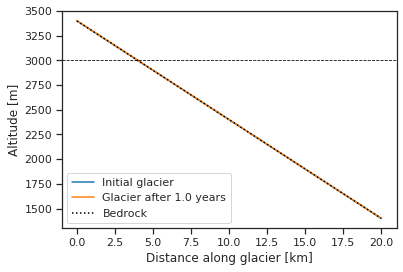 3500
3250
3000
2750
2500
2250
2000
1750
1500
Altitude [m]
Initial glacier
Glacier after 1.0 years
Bedrock
0.0 2.5 5.0 7.5 10.0 12.5 15.0 17.5 20.0
Distance along glacier [km]